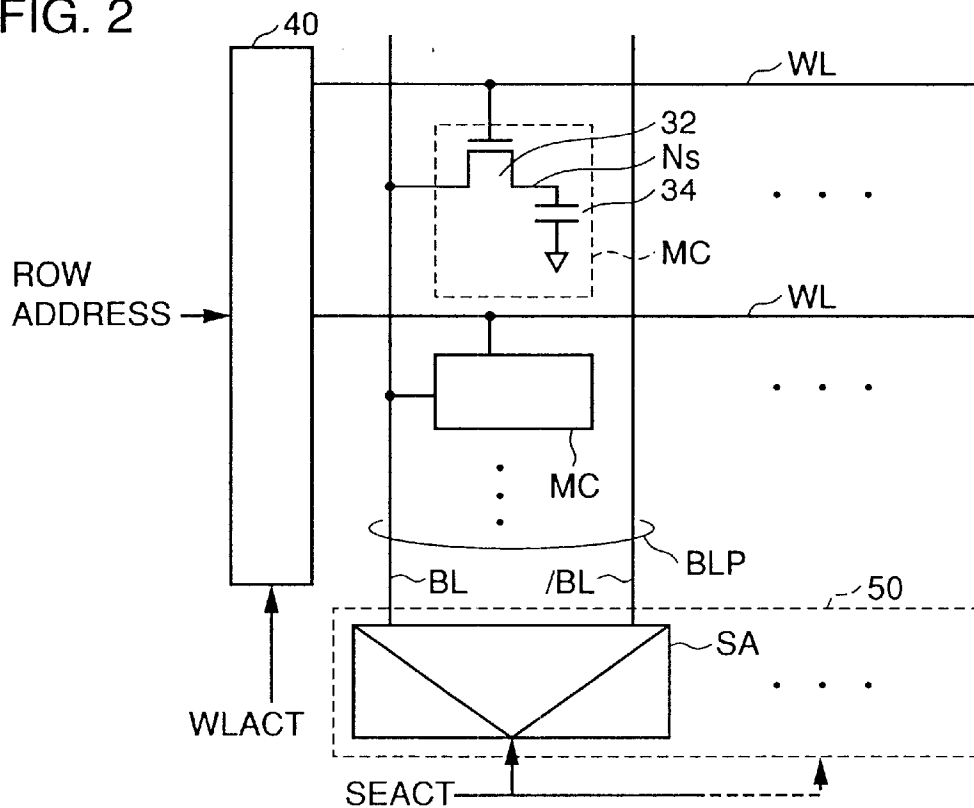 FIG. 2
40
WL
32
Ns
34
MC
ROW
ADDRESS
WL
MC
BLP
BL
/BL
50
SA
WLACT
SEACT